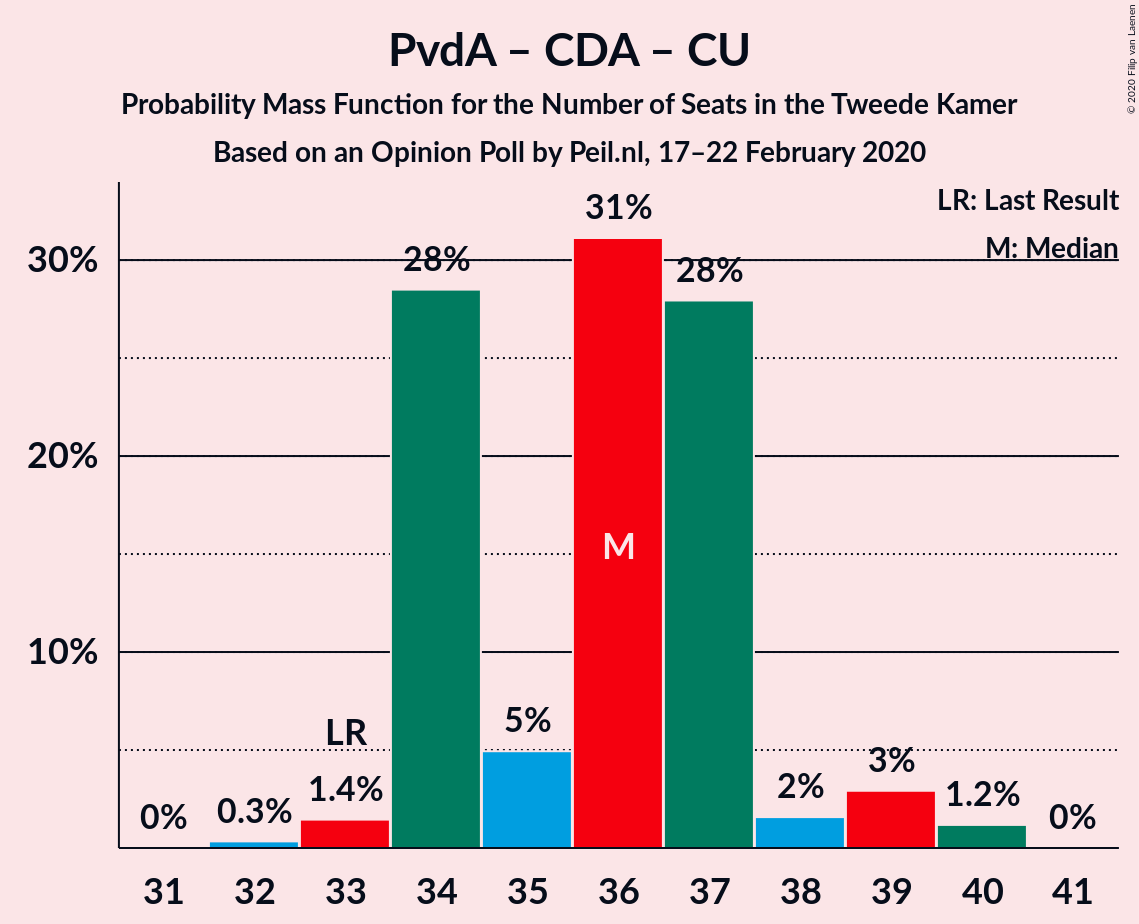 PvdA – CDA – CU
Probability Mass Function for the Number of Seats in the Tweede Kamer
Based on an Opinion Poll by Peil.nl, 17–22 February 2020
© 2020 Filip van Laenen
LR: Last Result
M: Median
30%
20%
10%
0%
0.3%
1.4%
LR
28%
5%
31%
M
28%
2%
3%
1.2%
0%
31 32 33 34 35 36 37 38 39 40 41